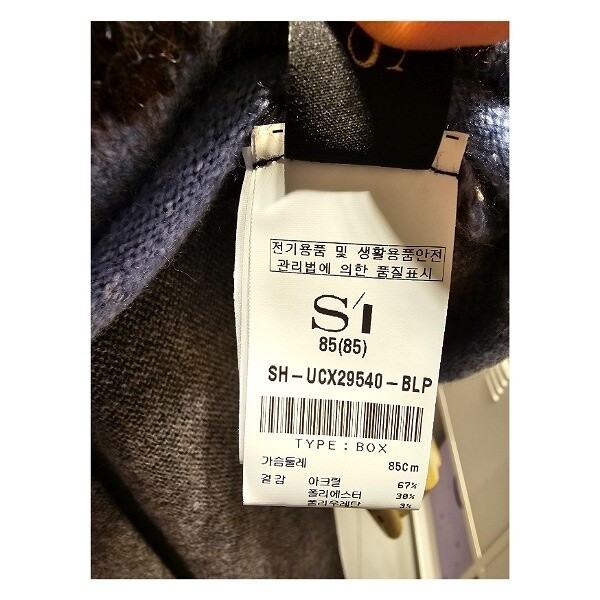 전기용품 및 생활용품안전
관리법에 의한 품질표시
S/I
85(85)
SH-UCX29540-BLP
TYPE : BOX
가슴둘레 85Cm
겉감 아크릴 67%
폴리에스터 30%
폴리우레탄 3%